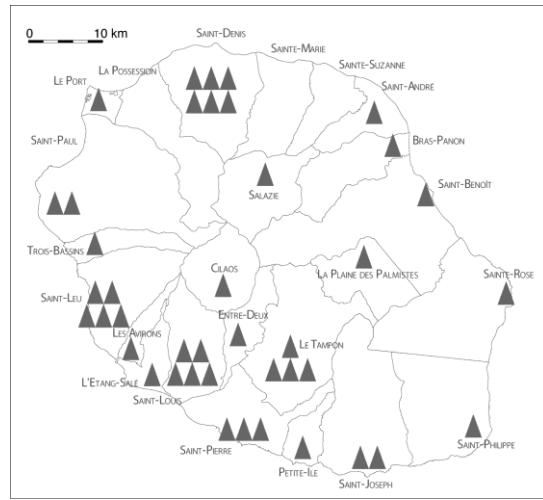 Saint-Denis
0 10 km
Sainte-Marie
Sainte-Suzanne
La Possession
Le Port
Saint-André
Saint-Paul
Bras-Panon
Saint-Benoît
Salazie
Trois-Bassins
Cilaos
La Plaine des Palmistes
Sainte-Rose
Saint-Leu
Entre-Deux
Les Avirons
Le Tampon
L'Etang-Salé
Saint-Louis
Saint-Pierre
Saint-Philippe
Petite-Ile
Saint-Joseph